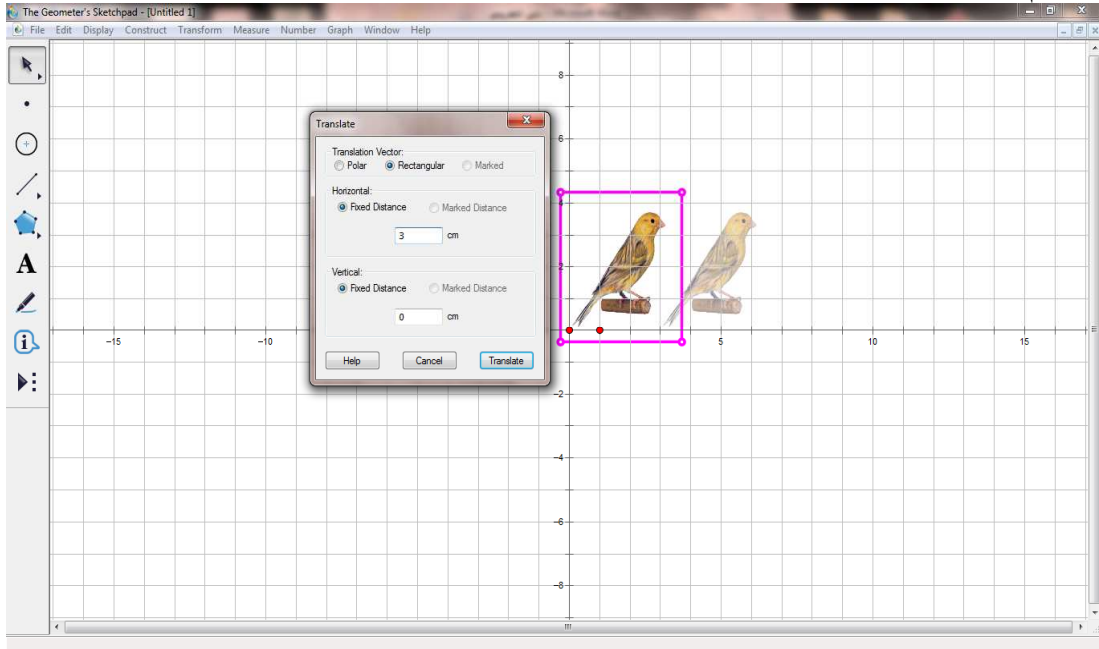 The Geometer's Sketchpad - [Untitled 1]
File Edit Display Construct Transform Measure Number Graph Window Help
A
i
Translate
Translation Vector:
Polar Rectangular Marked
Horizontal:
Fixed Distance Marked Distance
3 cm
Vertical:
Fixed Distance Marked Distance
0 cm
Help Cancel Translate
8
6
4
2
-15 -10 5 10 15
-2
-4
-6
-8